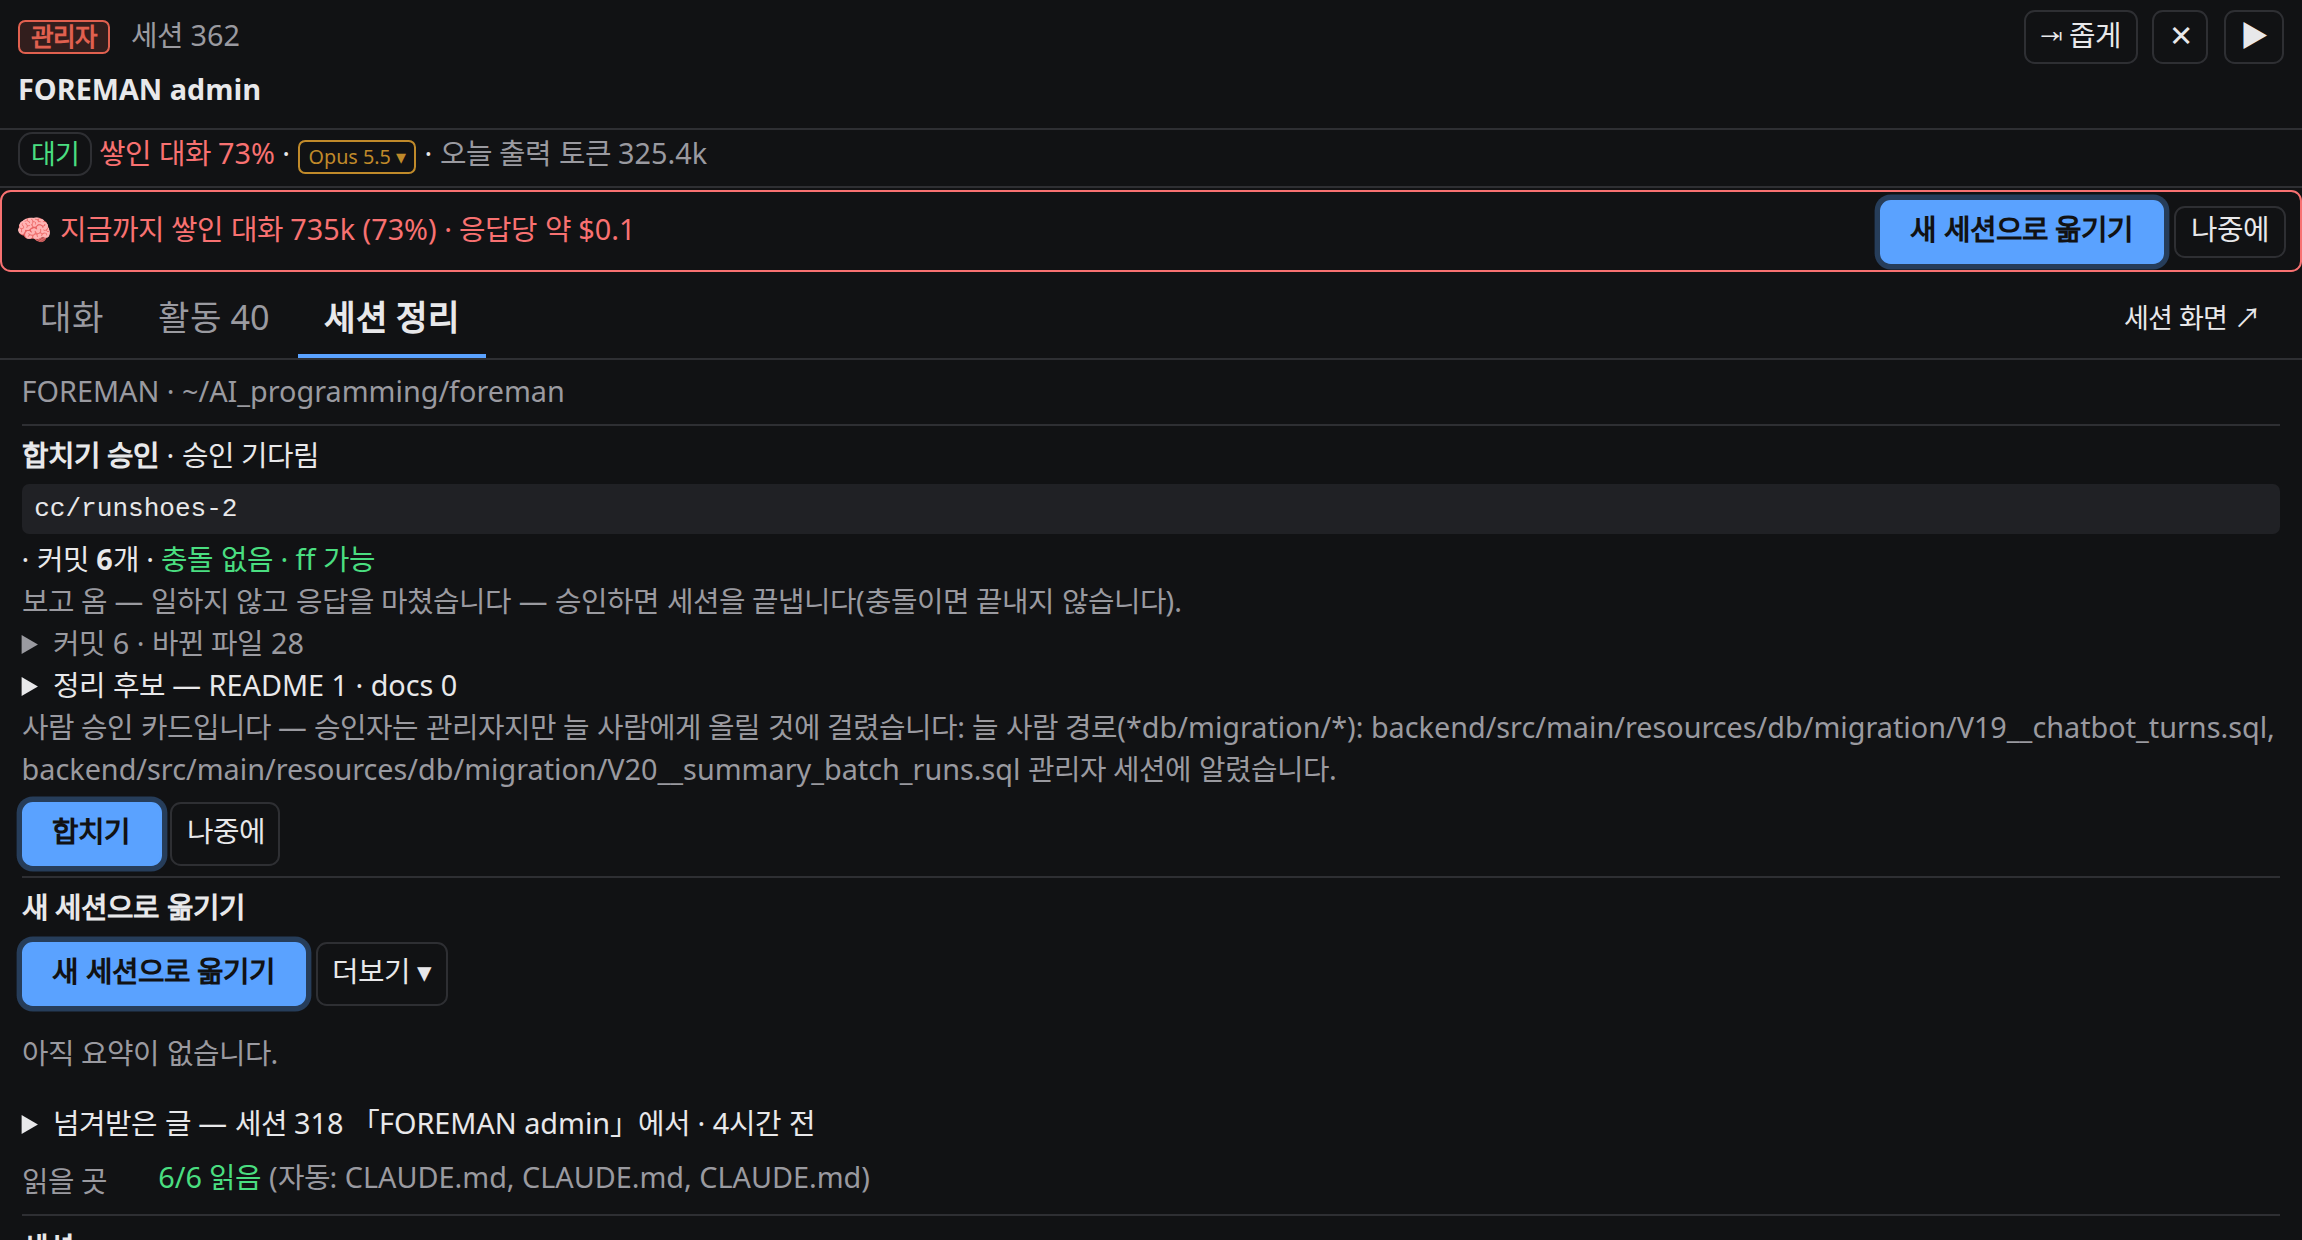 관리자 세션 362 ⇥ 좁게 ✕ ▶
FOREMAN admin
대기 쌓인 대화 73% · Opus 5.5 ▾ · 오늘 출력 토큰 325.4k
🧠 지금까지 쌓인 대화 735k (73%) · 응답당 약 $0.1 새 세션으로 옮기기 나중에
대화 활동 40 세션 정리 세션 화면 ↗
FOREMAN · ~/AI_programming/foreman
합치기 승인 · 승인 기다림
cc/runshoes-2
· 커밋 6개 · 충돌 없음 · ff 가능
보고 옴 — 일하지 않고 응답을 마쳤습니다 — 승인하면 세션을 끝냅니다(충돌이면 끝내지 않습니다).
▶ 커밋 6 · 바뀐 파일 28
▶ 정리 후보 — README 1 · docs 0
사람 승인 카드입니다 — 승인자는 관리자지만 늘 사람에게 올릴 것에 걸렸습니다: 늘 사람 경로(*db/migration/*): backend/src/main/resources/db/migration/V19__chatbot_turns.sql,
backend/src/main/resources/db/migration/V20__summary_batch_runs.sql 관리자 세션에 알렸습니다.
합치기 나중에
새 세션으로 옮기기
새 세션으로 옮기기 더보기 ▾
아직 요약이 없습니다.
▶ 넘겨받은 글 — 세션 318 「FOREMAN admin」에서 · 4시간 전
읽을 곳 6/6 읽음 (자동: CLAUDE.md, CLAUDE.md, CLAUDE.md)